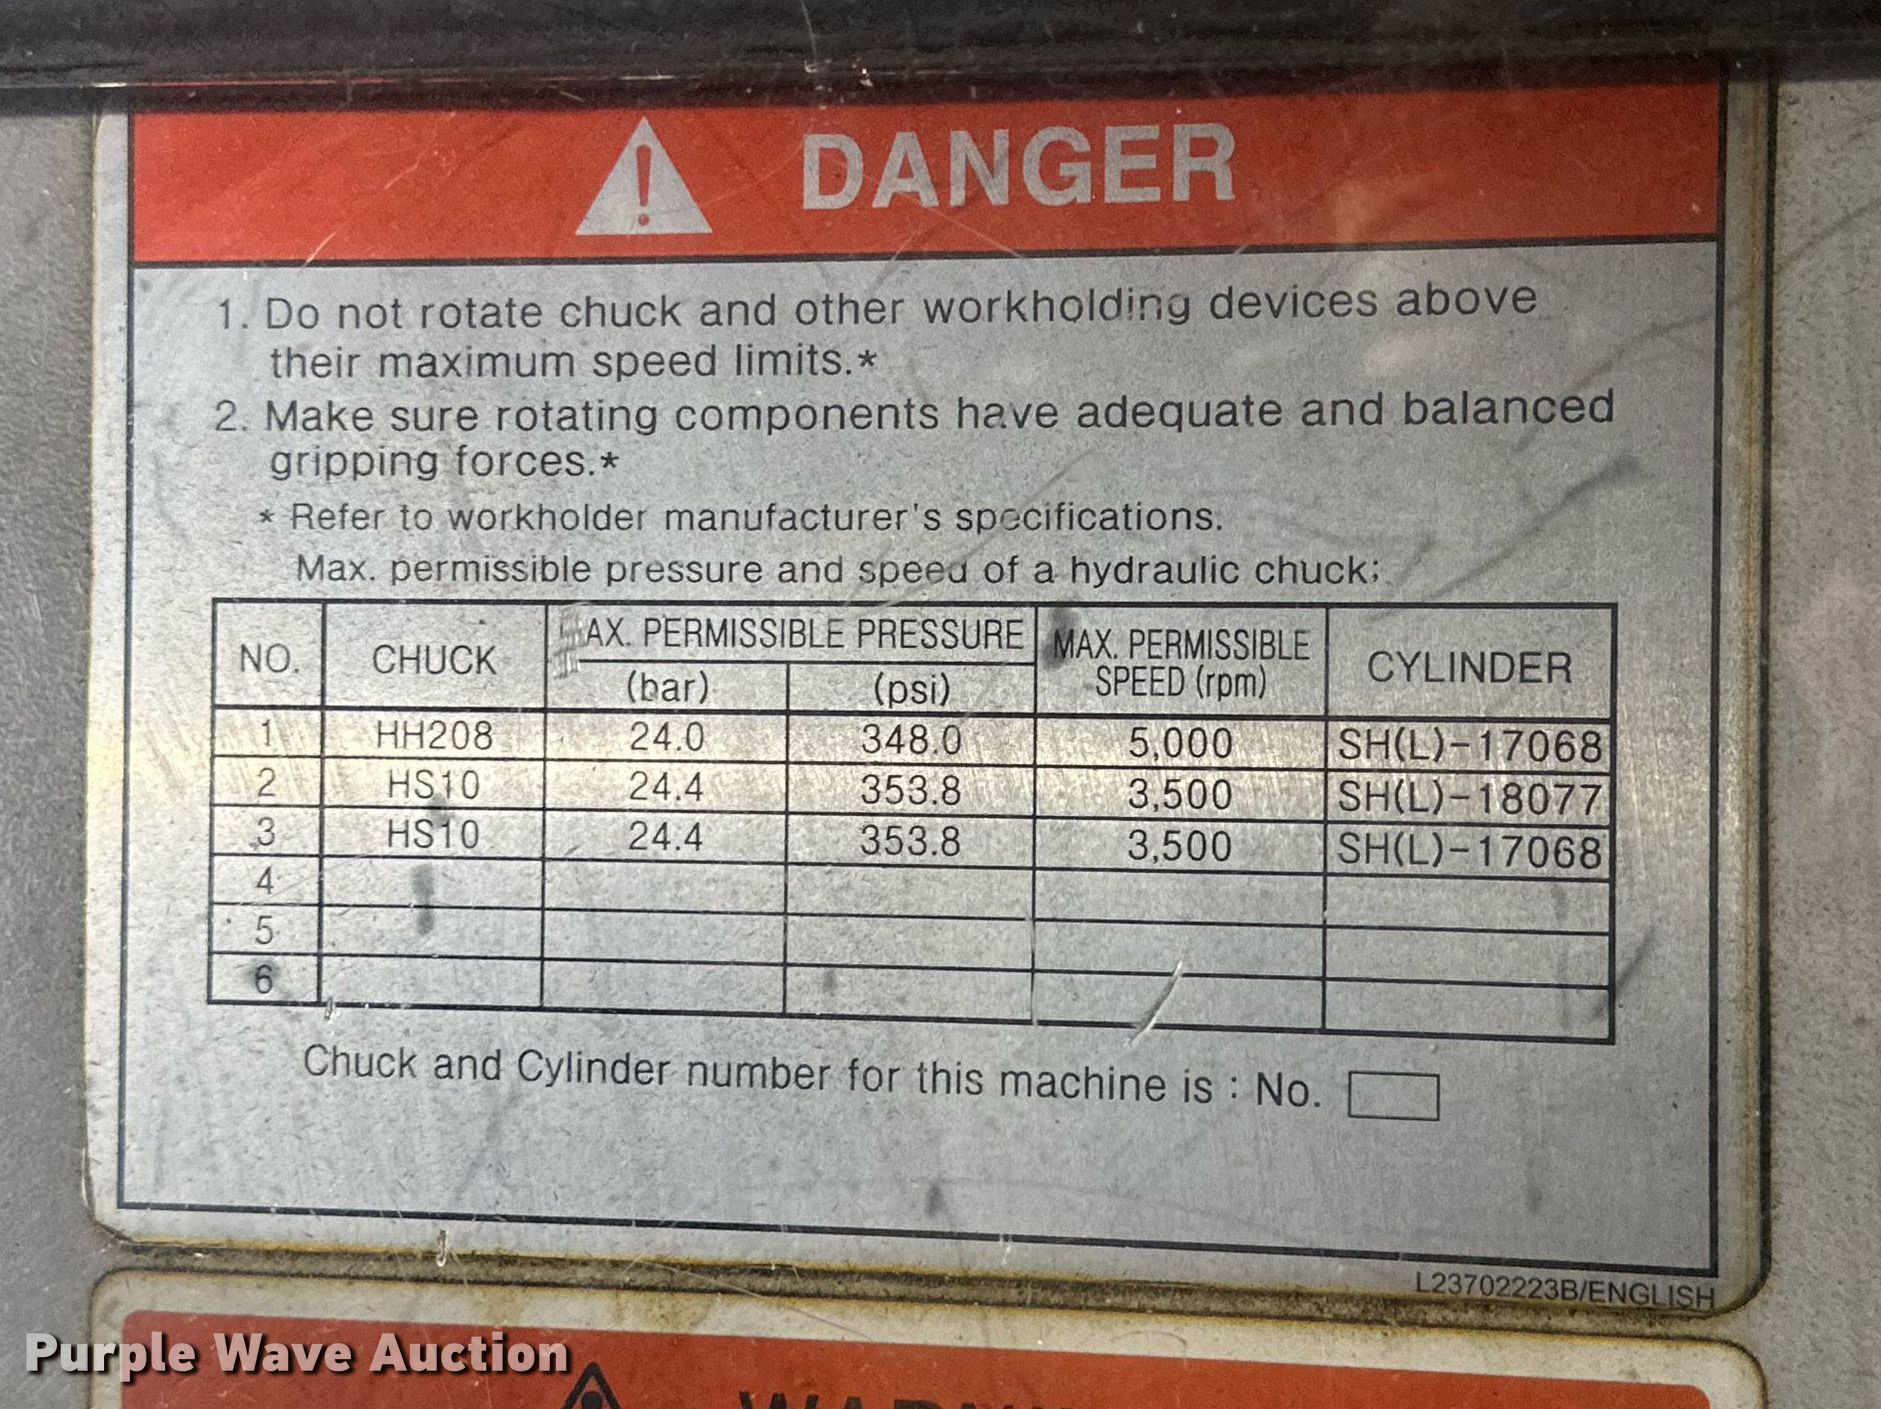 DANGER
1. Do not rotate chuck and other workholding devices above
their maximum speed limits.*
2. Make sure rotating components have adequate and balanced
gripping forces.*
* Refer to workholder manufacturer's specifications.
Max. permissible pressure and speed of a hydraulic chuck;
NO. CHUCK MAX. PERMISSIBLE PRESSURE MAX. PERMISSIBLE SPEED (rpm) CYLINDER
(bar) (psi)
1 HH208 24.0 348.0 5,000 SH(L)-17068
2 HS10 24.4 353.8 3,500 SH(L)-18077
3 HS10 24.4 353.8 3,500 SH(L)-17068
4
5
6
Chuck and Cylinder number for this machine is : No.
L23702223B/ENGLISH
Purple Wave Auction